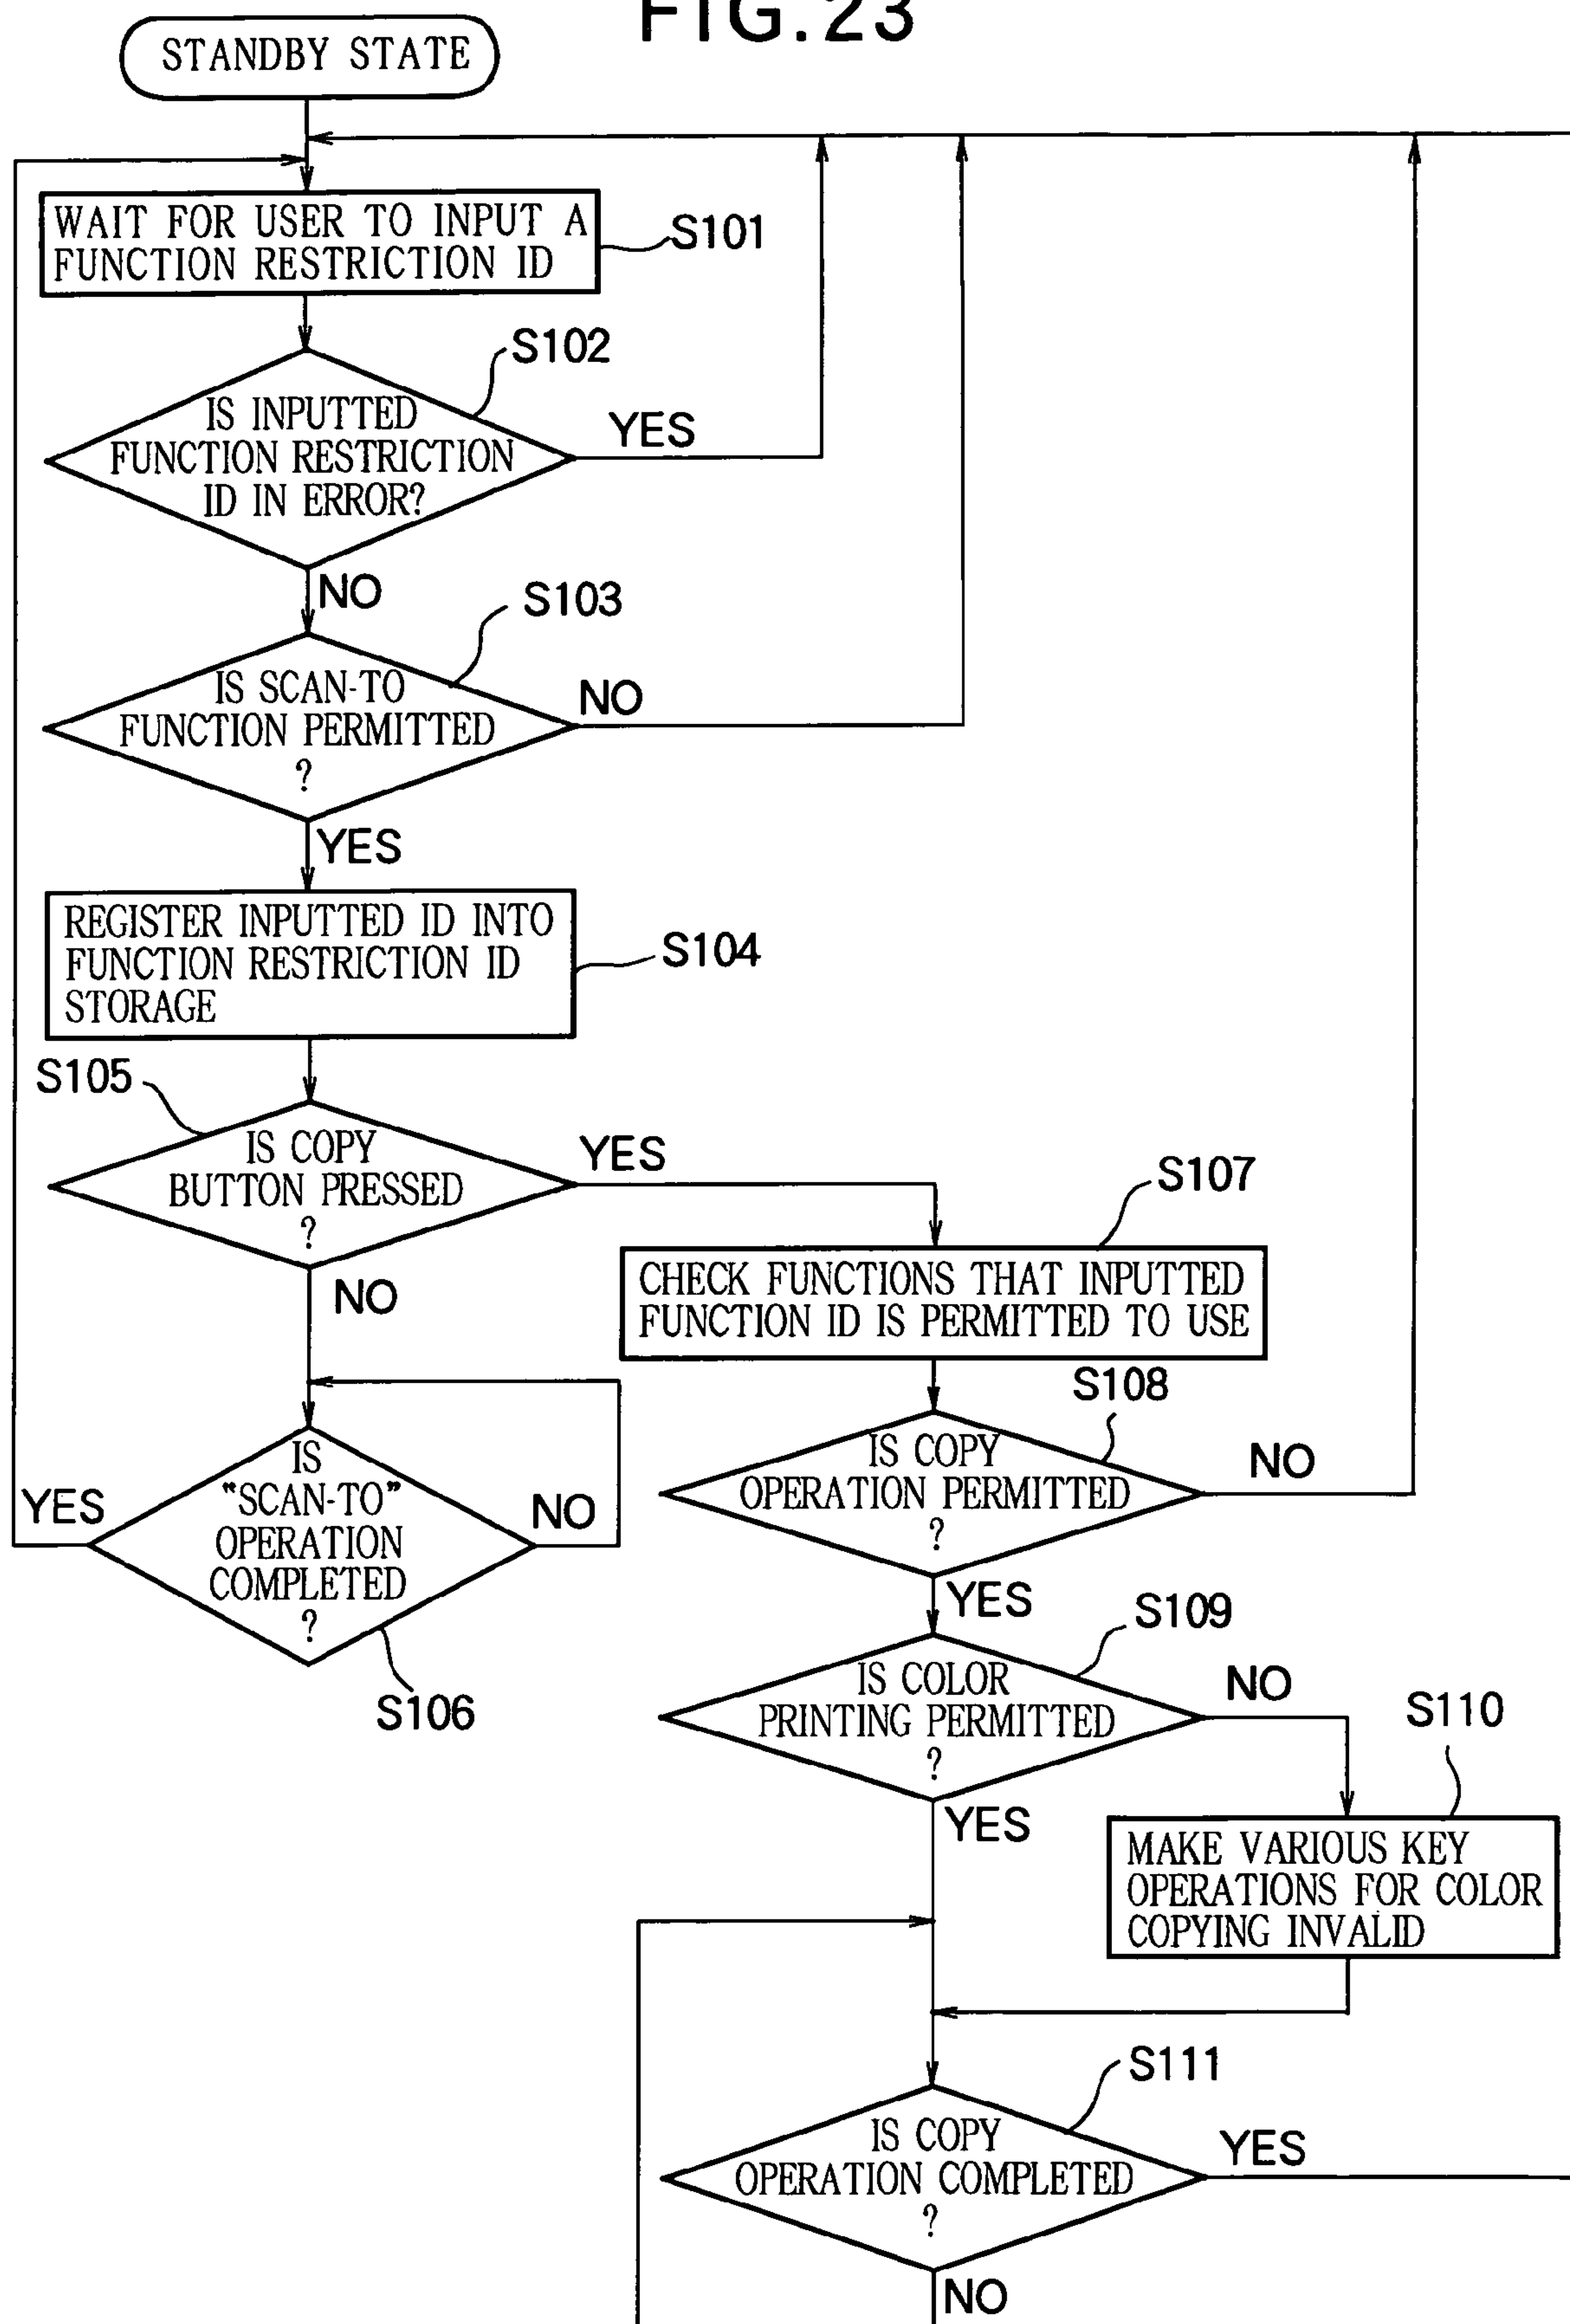 FIG.23
STANDBY STATE
WAIT FOR USER TO INPUT A
FUNCTION RESTRICTION ID
S101
S102
IS INPUTTED
FUNCTION RESTRICTION
ID IN ERROR?
YES
NO
S103
IS SCAN-TO
FUNCTION PERMITTED
?
NO
YES
REGISTER INPUTTED ID INTO
FUNCTION RESTRICTION ID
STORAGE
S104
S105
IS COPY
BUTTON PRESSED
?
YES
NO
S107
CHECK FUNCTIONS THAT INPUTTED
FUNCTION ID IS PERMITTED TO USE
IS
"SCAN-TO"
OPERATION
COMPLETED
?
YES
NO
S106
S108
IS COPY
OPERATION PERMITTED
?
NO
YES
S109
IS COLOR
PRINTING PERMITTED
?
NO
YES
S110
MAKE VARIOUS KEY
OPERATIONS FOR COLOR
COPYING INVALID
S111
IS COPY
OPERATION COMPLETED
?
YES
NO